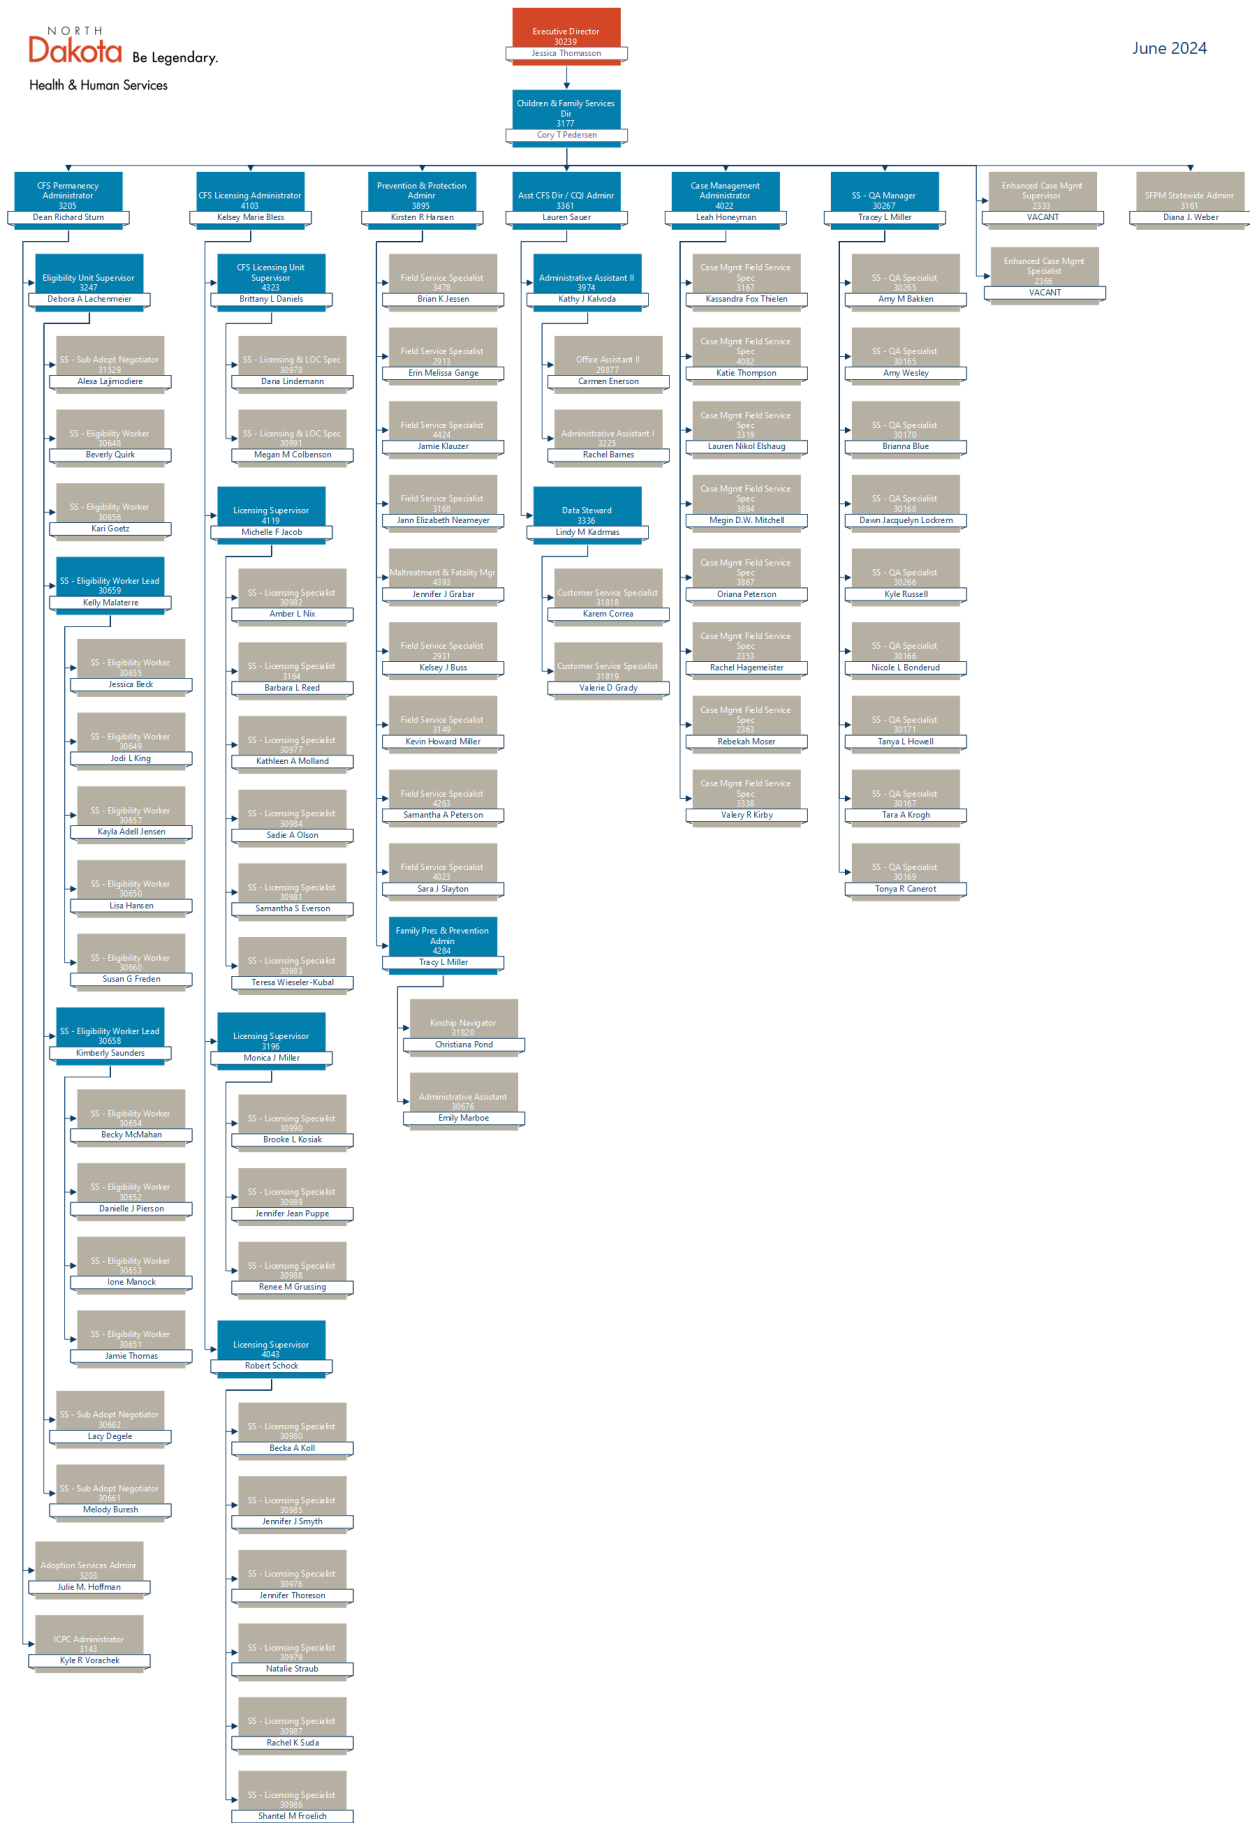 NORTH
Dakota Be Legendary.
Health & Human Services
June 2024
Executive Director
30239
Jessica Thomasson
Children & Family Services
Dir
3177
Cory T Pedersen
CFS Permanency
Administrator
3205
Dean Richard Sturn
Eligibility Unit Supervisor
3247
Debora A Lachenmeier
SS - Sub Adopt Negotiator
31529
Alexa Lajimodiere
SS - Eligibility Worker
30648
Beverly Quirk
SS - Eligibility Worker
30656
Kari Goetz
SS - Eligibility Worker Lead
30659
Kelly Malaterre
SS - Eligibility Worker
30655
Jessica Beck
SS - Eligibility Worker
30649
Jodi L King
SS - Eligibility Worker
30657
Kayla Adell Jensen
SS - Eligibility Worker
30650
Lisa Hansen
SS - Eligibility Worker
30660
Susan G Freden
SS - Eligibility Worker Lead
30658
Kimberly Saunders
SS - Eligibility Worker
30654
Becky McMahan
SS - Eligibility Worker
30652
Danielle J Pierson
SS - Eligibility Worker
30653
Ione Manock
SS - Eligibility Worker
30651
Jamie Thomas
SS - Sub Adopt Negotiator
30662
Lacy Degele
SS - Sub Adopt Negotiator
30661
Melody Buresh
Adoption Services Adminr
3203
Julie M. Hoffman
ICPC Administrator
3143
Kyle R Vorachek
CFS Licensing Administrator
4103
Kelsey Marie Bless
CFS Licensing Unit
Supervisor
4323
Brittany L Daniels
SS - Licensing & LOC Spec
30978
Dana Lindemann
SS - Licensing & LOC Spec
30991
Megan M Colbenson
Licensing Supervisor
4119
Michelle F Jacob
SS - Licensing Specialist
30982
Amber L Nix
SS - Licensing Specialist
3164
Barbara L Reed
SS - Licensing Specialist
30977
Kathleen A Molland
SS - Licensing Specialist
30984
Sadie A Olson
SS - Licensing Specialist
30981
Samantha S Everson
SS - Licensing Specialist
30983
Teresa Wieseler-Kubal
Licensing Supervisor
3196
Monica J Miller
SS - Licensing Specialist
30990
Brooke L Kosiak
SS - Licensing Specialist
30989
Jennifer Jean Puppe
SS - Licensing Specialist
30988
Renee M Grussing
Licensing Supervisor
4043
Robert Schock
SS - Licensing Specialist
30980
Becka A Koll
SS - Licensing Specialist
30985
Jennifer J Smyth
SS - Licensing Specialist
30976
Jennifer Thoreson
SS - Licensing Specialist
30979
Natalie Straub
SS - Licensing Specialist
30987
Rachel K Suda
SS - Licensing Specialist
30986
Shantel M Froelich
Prevention & Protection
Adminr
3895
Kirsten R Hansen
Field Service Specialist
3478
Brian K Jessen
Field Service Specialist
2913
Erin Melissa Gange
Field Service Specialist
4424
Jamie Klauzer
Field Service Specialist
3168
Jann Elizabeth Neameyer
Maltreatment & Fatality Mgr
4393
Jennifer J Grabar
Field Service Specialist
2931
Kelsey J Buss
Field Service Specialist
3149
Kevin Howard Miller
Field Service Specialist
4263
Samantha A Peterson
Field Service Specialist
4023
Sara J Slayton
Family Pres & Prevention
Admin
4284
Tracy L Miller
Kinship Navigator
31820
Christiana Pond
Administrative Assistant
30676
Emily Marboe
Asst CFS Dir / CQI Adminr
3361
Lauren Sauer
Administrative Assistant II
3974
Kathy J Kalvoda
Office Assistant II
29877
Carmen Enerson
Administrative Assistant I
3225
Rachel Barnes
Data Steward
3336
Lindy M Kadrmas
Customer Service Specialist
31818
Karem Correa
Customer Service Specialist
31819
Valerie D Grady
Case Management
Administrator
4022
Leah Honeyman
Case Mgmt Field Service
Spec
3167
Kassandra Fox Thielen
Case Mgmt Field Service
Spec
4082
Katie Thompson
Case Mgmt Field Service
Spec
3319
Lauren Nikol Elshaug
Case Mgmt Field Service
Spec
3894
Megin D.W. Mitchell
Case Mgmt Field Service
Spec
3867
Oriana Peterson
Case Mgmt Field Service
Spec
2353
Rachel Hagemeister
Case Mgmt Field Service
Spec
2363
Rebekah Moser
Case Mgmt Field Service
Spec
3338
Valery R Kirby
SS - QA Manager
30267
Tracey L Miller
SS - QA Specialist
30265
Amy M Bakken
SS - QA Specialist
30165
Amy Wesley
SS - QA Specialist
30170
Brianna Blue
SS - QA Specialist
30168
Dawn Jacquelyn Lockrem
SS - QA Specialist
30266
Kyle Russell
SS - QA Specialist
30166
Nicole L Bonderud
SS - QA Specialist
30171
Tanya L Howell
SS - QA Specialist
30167
Tara A Krogh
SS - QA Specialist
30169
Tonya R Canerot
Enhanced Case Mgmt
Supervisor
2333
VACANT
Enhanced Case Mgmt
Specialist
2366
VACANT
SFPM Statewide Adminr
3161
Diana J. Weber